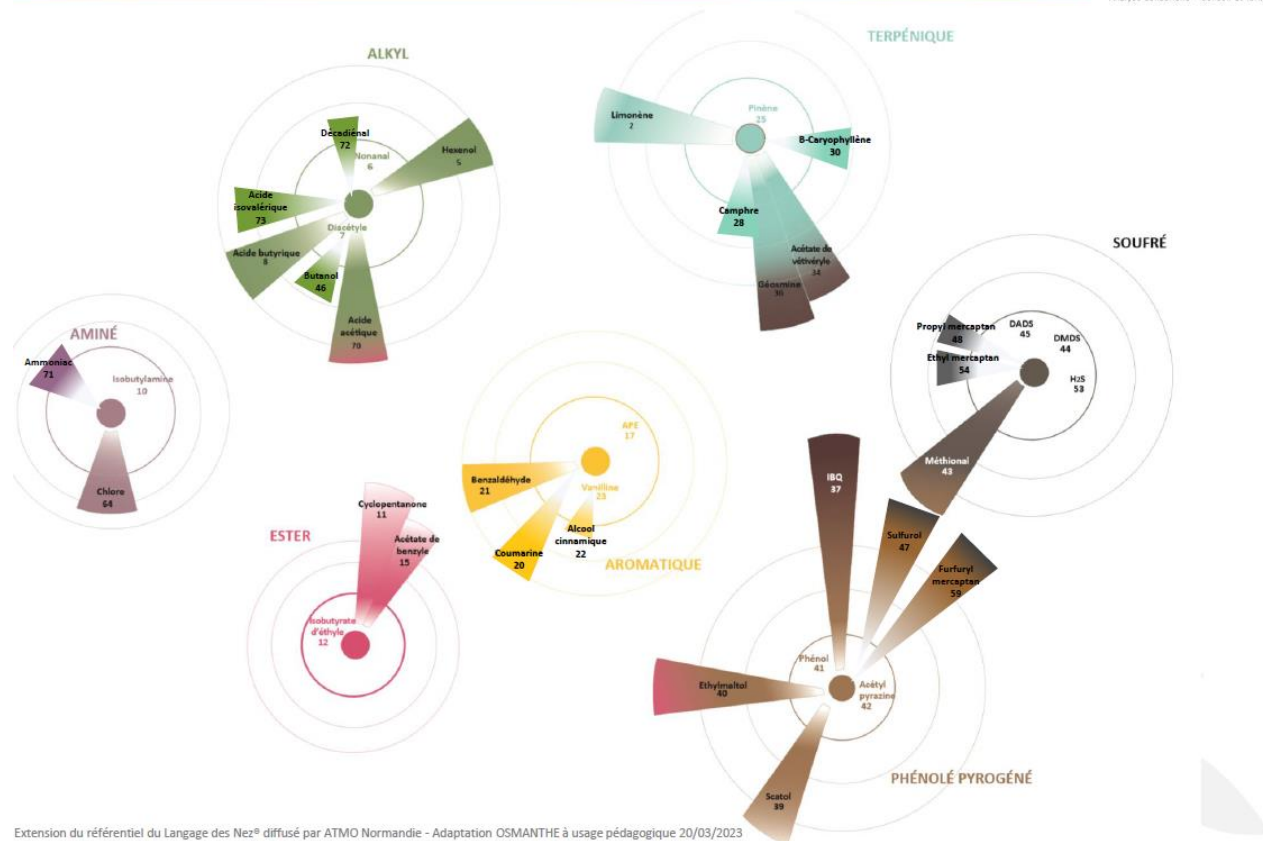 ALKYL
Décadiénal
72
Nonanal
6
Hexenol
5
Acide
isovalérique
73
Diacétyle
7
Acide butyrique
8
Butanol
46
Acide
acétique
70
TERPÉNIQUE
Limonène
2
Pinène
25
B-Caryophyllène
30
Camphre
28
Acétate de
vétivéryle
34
Géosmine
36
SOUFRÉ
Propyl mercaptan
48
DADS
45
DMDS
44
Ethyl mercaptan
54
H2S
53
Méthional
43
AMINÉ
Ammoniac
71
Isobutylamine
10
Chlore
64
APE
17
Benzaldéhyde
21
Vanilline
23
Alcool
cinnamique
22
Coumarine
20
AROMATIQUE
ESTER
Cyclopentanone
11
Acétate de
benzyle
15
Isobutyrate
d'éthyle
12
IBQ
37
Sulfurol
47
Furfuryl
mercaptan
59
Phénol
41
Ethylmaltol
40
Acétyl
pyrazine
42
Scatol
39
PHÉNOLÉ PYROGÉNÉ
Extension du référentiel du Langage des Nez® diffusé par ATMO Normandie - Adaptation OSMANTHE à usage pédagogique 20/03/2023